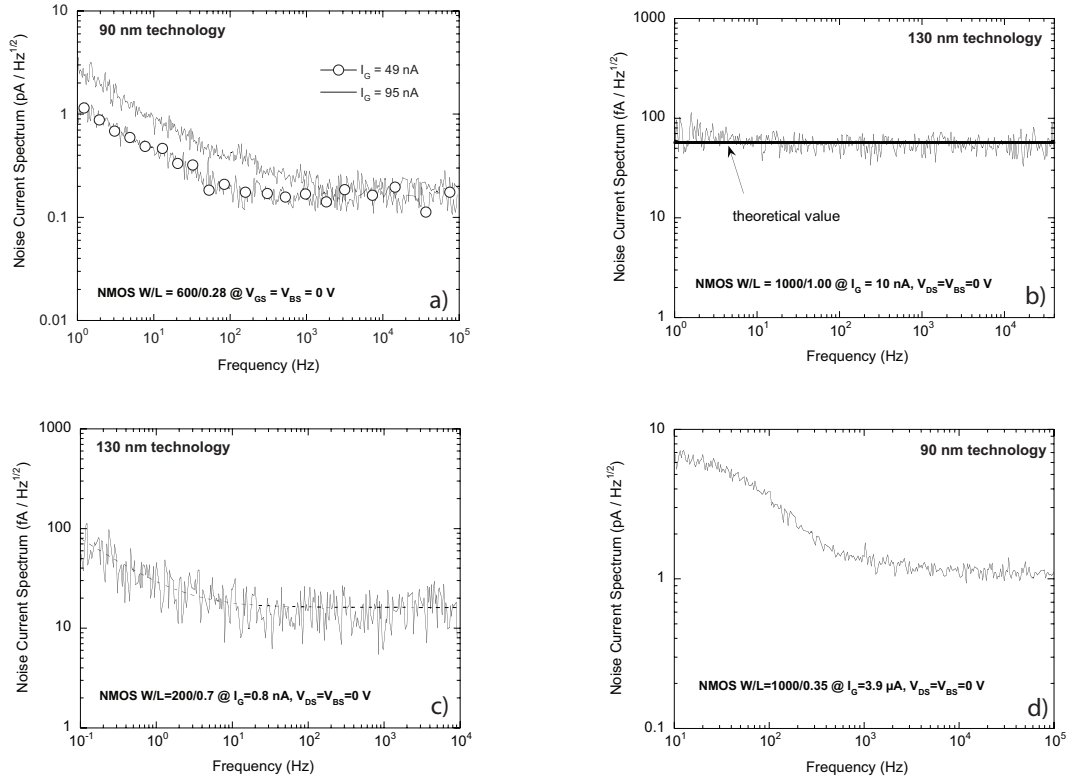 90 nm technology
I_G = 49 nA
I_G = 95 nA
10
1
0.1
0.01
Noise Current Spectrum (pA / Hz^1/2)
NMOS W/L = 600/0.28 @ V_GS = V_BS = 0 V
a)
10^0 10^1 10^2 10^3 10^4 10^5
Frequency (Hz)
130 nm technology
1000
100
10
1
Noise Current Spectrum (fA / Hz^1/2)
theoretical value
NMOS W/L = 1000/1.00 @ I_G = 10 nA, V_DS=V_BS=0 V
b)
10^0 10^1 10^2 10^3 10^4
Frequency (Hz)
130 nm technology
1000
100
10
1
Noise Current Spectrum (fA / Hz^1/2)
NMOS W/L=200/0.7 @ I_G=0.8 nA, V_DS=V_BS=0 V
c)
10^-1 10^0 10^1 10^2 10^3 10^4
Frequency (Hz)
90 nm technology
10
1
0.1
Noise Current Spectrum (pA / Hz^1/2)
NMOS W/L=1000/0.35 @ I_G=3.9 µA, V_DS=V_BS=0 V
d)
10^1 10^2 10^3 10^4 10^5
Frequency (Hz)